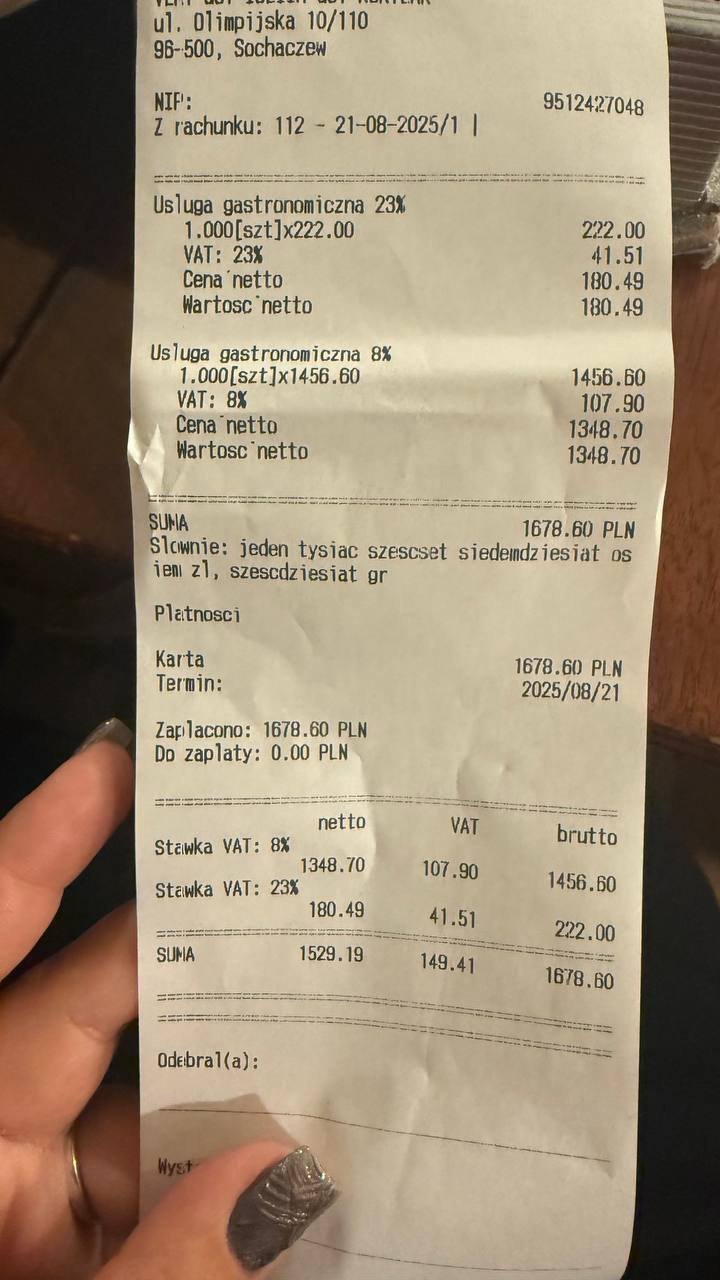 ul. Olimpijska 10/110
96-500, Sochaczew
NIP: 9512427048
Z rachunku: 112 - 21-08-2025/1 |
Usluga gastronomiczna 23%
1.000[szt]x222.00 222.00
VAT: 23% 41.51
Cena netto 180.49
Wartosc netto 180.49
Usluga gastronomiczna 8%
1.000[szt]x1456.60 1456.60
VAT: 8% 107.90
Cena netto 1348.70
Wartosc netto 1348.70
SUMA 1678.60 PLN
Slownie: jeden tysiac szescset siedemdziesiat os
iem zl, szescdziesiat gr
Platnosci
Karta 1678.60 PLN
Termin: 2025/08/21
Zaplacono: 1678.60 PLN
Do zaplaty: 0.00 PLN
netto VAT brutto
Stawka VAT: 8%
1348.70 107.90 1456.60
Stawka VAT: 23%
180.49 41.51 222.00
SUMA 1529.19 149.41 1678.60
Odebral(a):